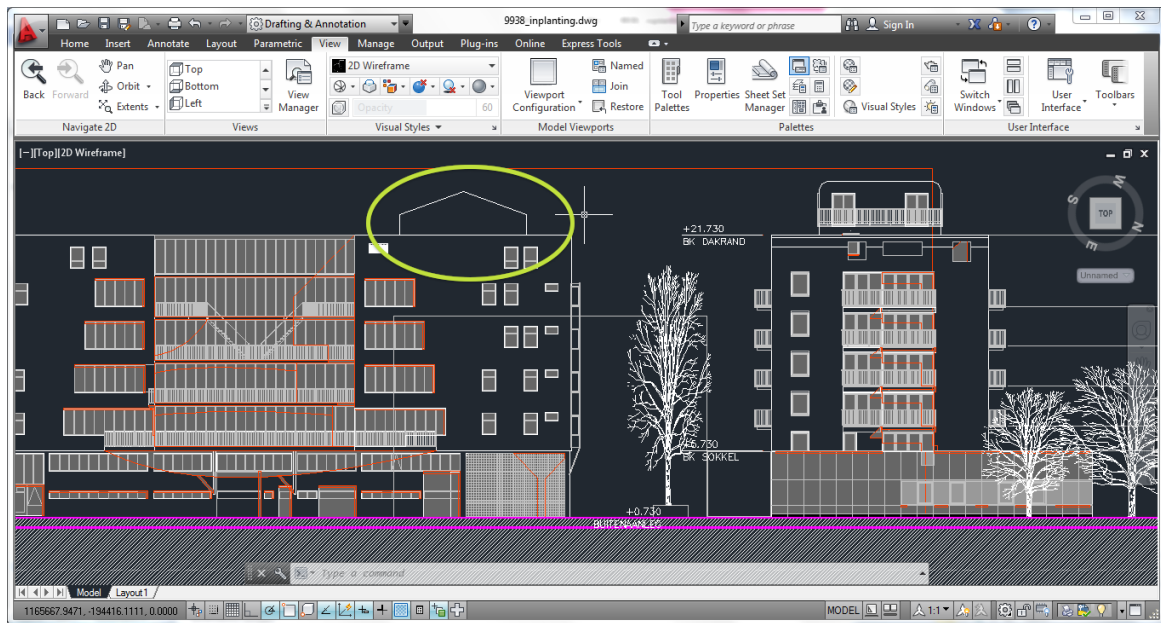 Drafting & Annotation
9938_inplanting.dwg
Type a keyword or phrase
Sign In
Home Insert Annotate Layout Parametric View Manage Output Plug-ins Online Express Tools
Back
Forward
Pan
Orbit
Extents
Navigate 2D
Top
Bottom
Left
View
Manager
Views
2D Wireframe
Opacity 60
Visual Styles
Viewport
Configuration
Named
Join
Restore
Model Viewports
Tool
Palettes
Properties
Sheet Set
Manager
Visual Styles
Palettes
Switch
Windows
User
Interface
Toolbars
User Interface
[−][Top][2D Wireframe]
W
S
TOP
N
E
Unnamed
+21.730
BK DAKRAND
+6.730
BK SOKKEL
+0.730
BUITENAANLEG
Type a command
Model Layout1
1165667.9471, -194416.1111, 0.0000
MODEL
1:1